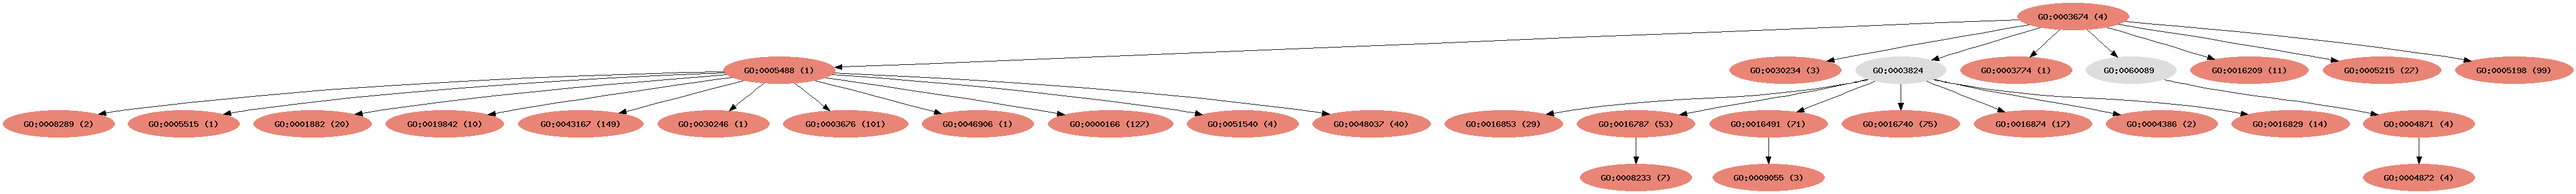 GO:0003674 (4)
GO:0005488 (1)
GO:0030234 (3)
GO:0003824
GO:0003774 (1)
GO:0060089
GO:0016209 (11)
GO:0005215 (27)
GO:0005198 (99)
GO:0008289 (2)
GO:0005515 (1)
GO:0001882 (20)
GO:0019842 (10)
GO:0043167 (149)
GO:0030246 (1)
GO:0003676 (101)
GO:0046906 (1)
GO:0000166 (127)
GO:0051540 (4)
GO:0048037 (40)
GO:0016853 (29)
GO:0016787 (53)
GO:0016491 (71)
GO:0016740 (75)
GO:0016874 (17)
GO:0004386 (2)
GO:0016829 (14)
GO:0004871 (4)
GO:0008233 (7)
GO:0009055 (3)
GO:0004872 (4)